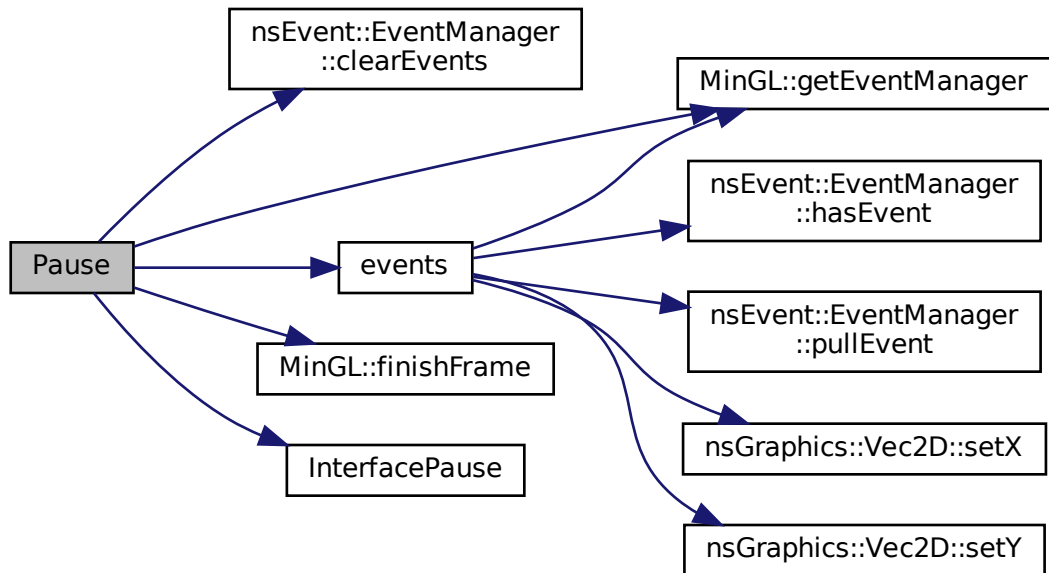 Pause
nsEvent::EventManager
::clearEvents
MinGL::getEventManager
events
MinGL::finishFrame
InterfacePause
nsEvent::EventManager
::hasEvent
nsEvent::EventManager
::pullEvent
nsGraphics::Vec2D::setX
nsGraphics::Vec2D::setY